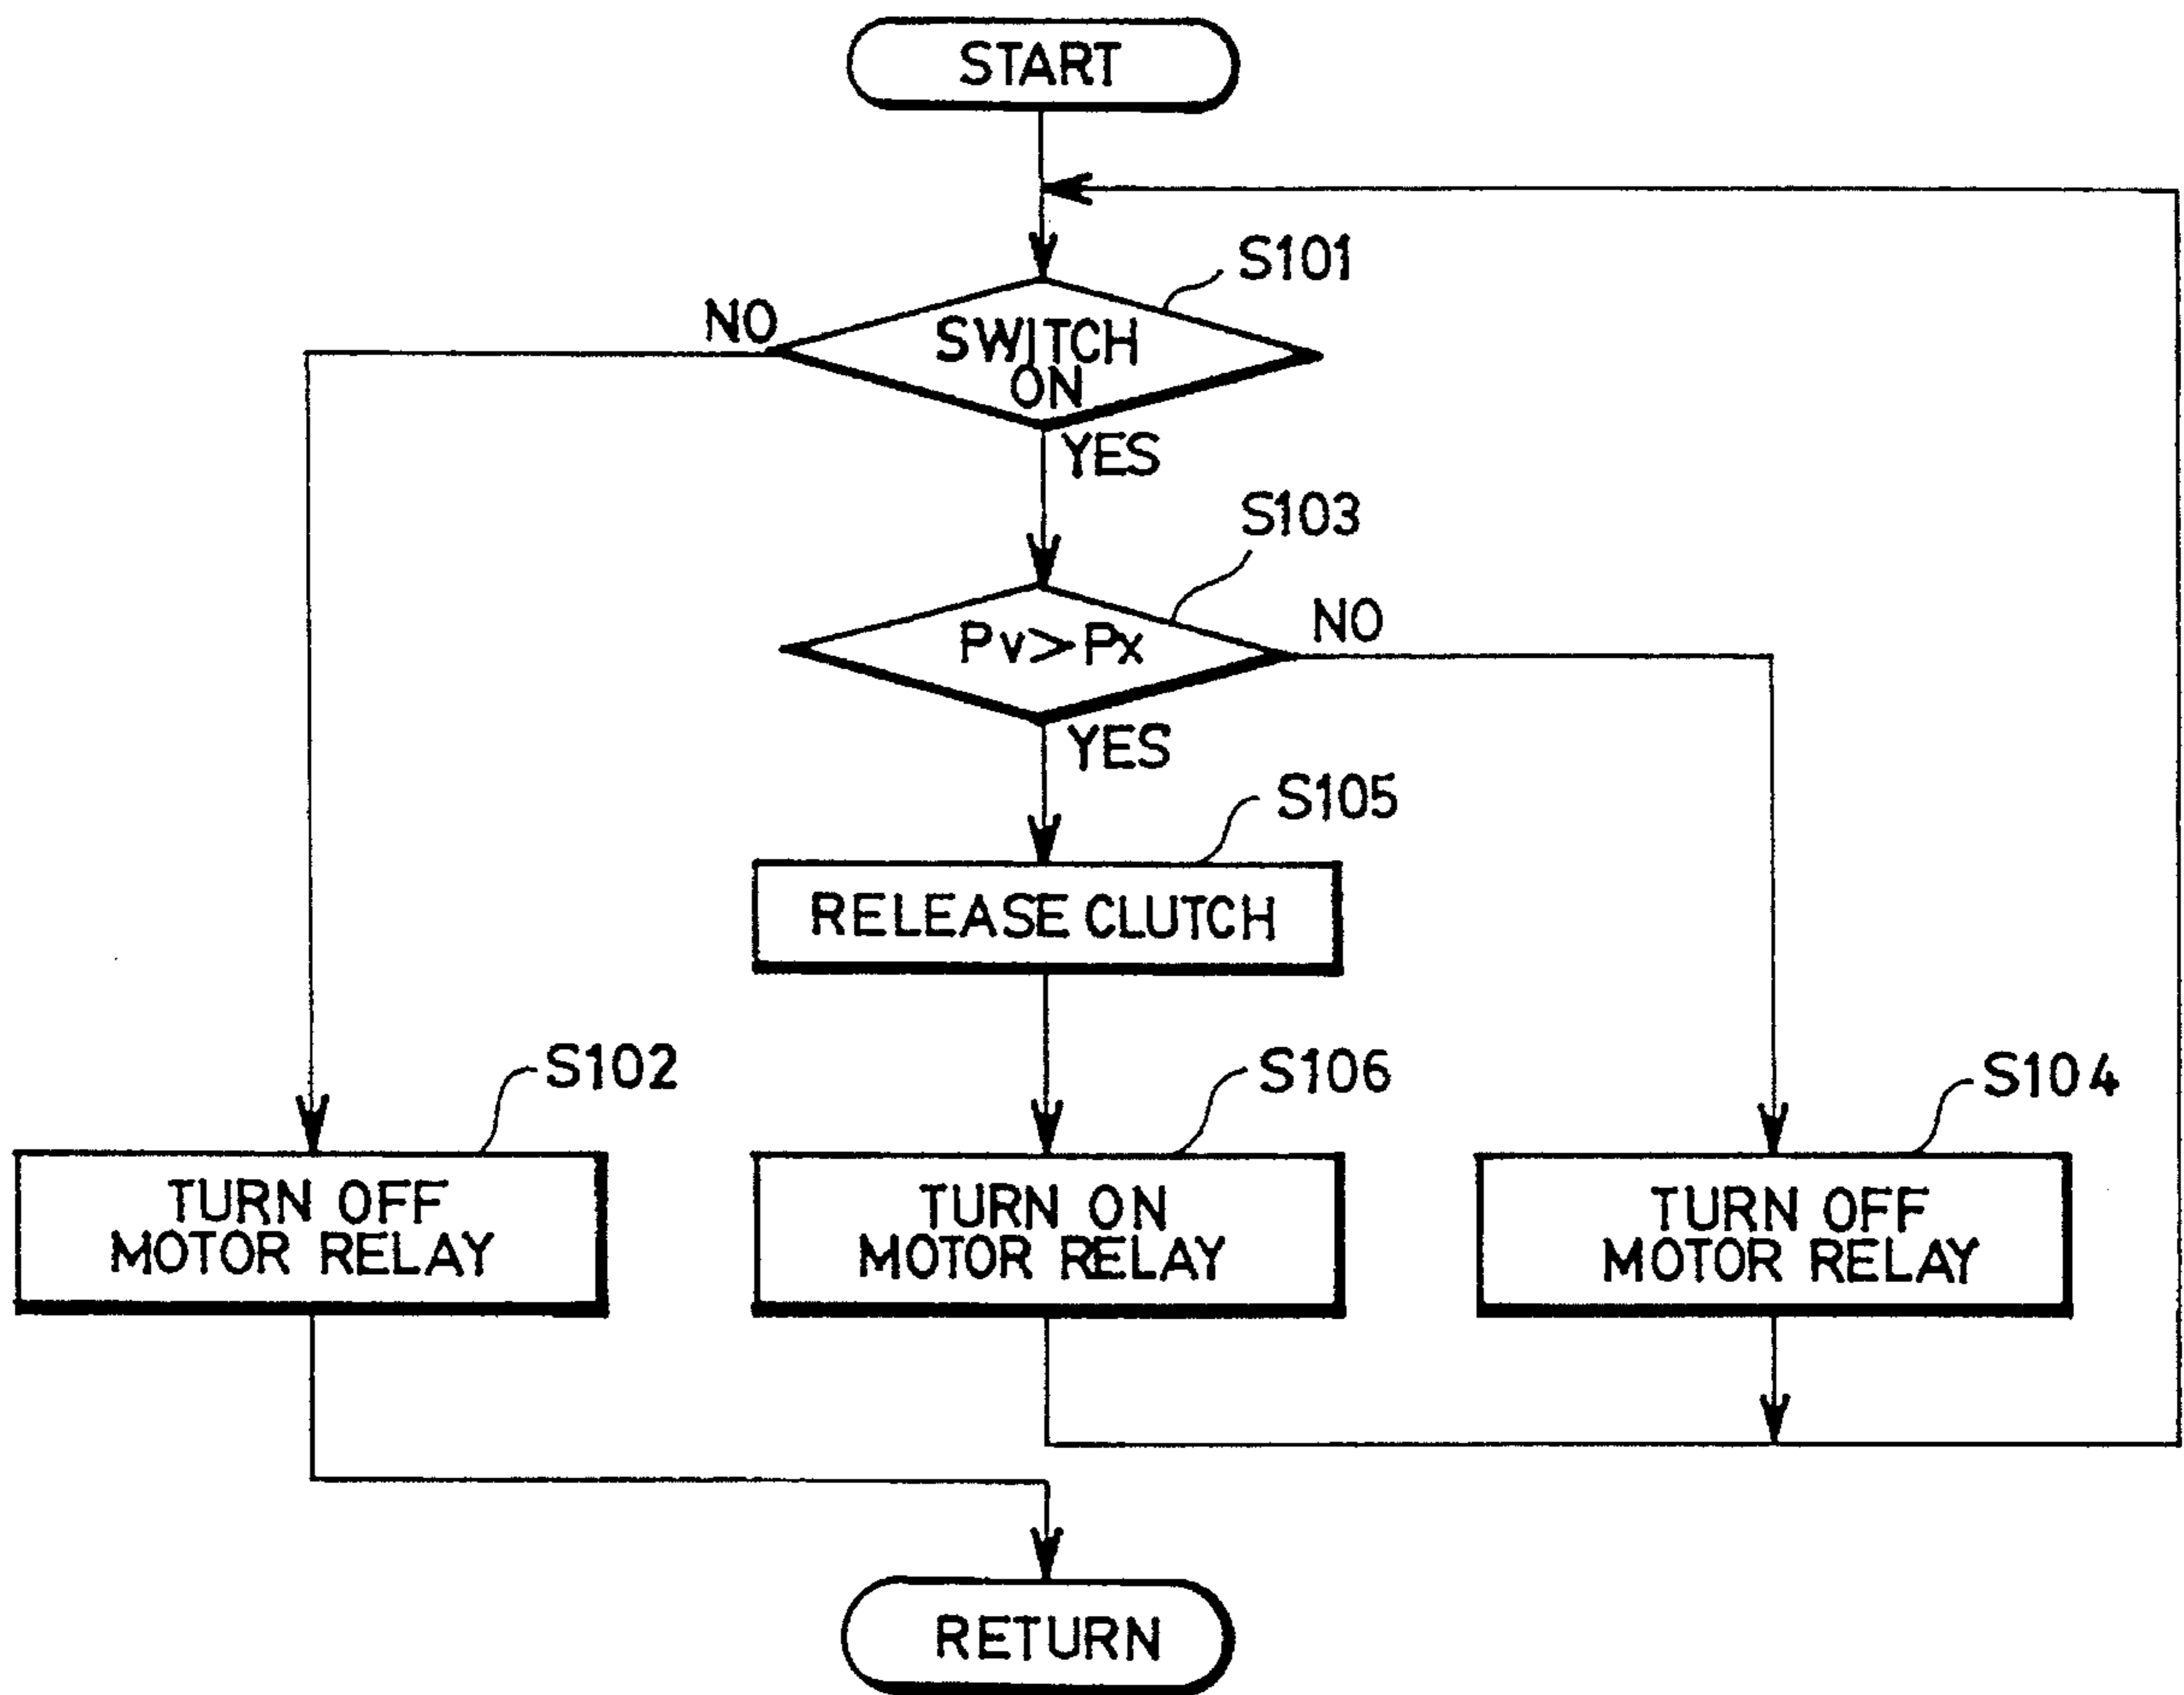 START
S101
NO
SWITCH
ON
YES
S103
Pv>Px
NO
YES
S105
RELEASE CLUTCH
S102
S106
S104
TURN OFF
MOTOR RELAY
TURN ON
MOTOR RELAY
TURN OFF
MOTOR RELAY
RETURN